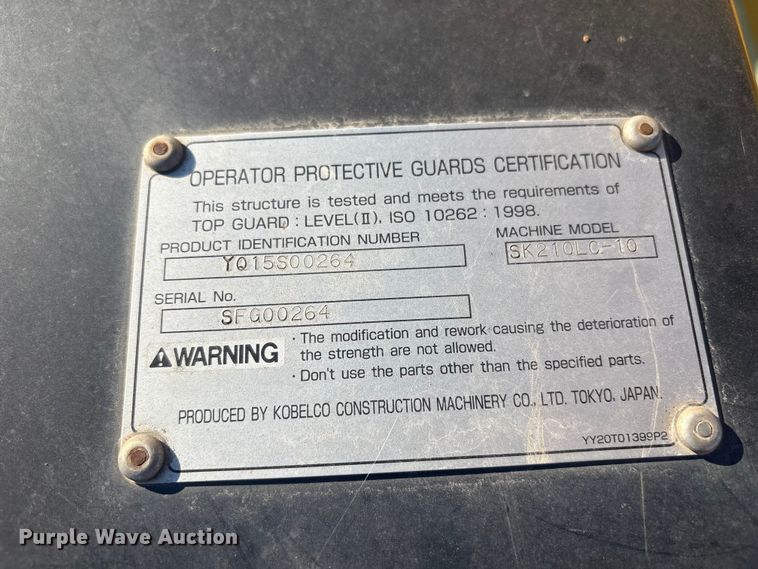 OPERATOR PROTECTIVE GUARDS CERTIFICATION
This structure is tested and meets the requirements of
TOP GUARD : LEVEL(Ⅱ), ISO 10262 : 1998.
PRODUCT IDENTIFICATION NUMBER
YQ15S00264
MACHINE MODEL
SK210LC-10
SERIAL No.
SFG00264
WARNING
· The modification and rework causing the deterioration of
the strength are not allowed.
· Don't use the parts other than the specified parts.
PRODUCED BY KOBELCO CONSTRUCTION MACHINERY CO., LTD. TOKYO, JAPAN.
YY20T01399P2
Purple Wave Auction